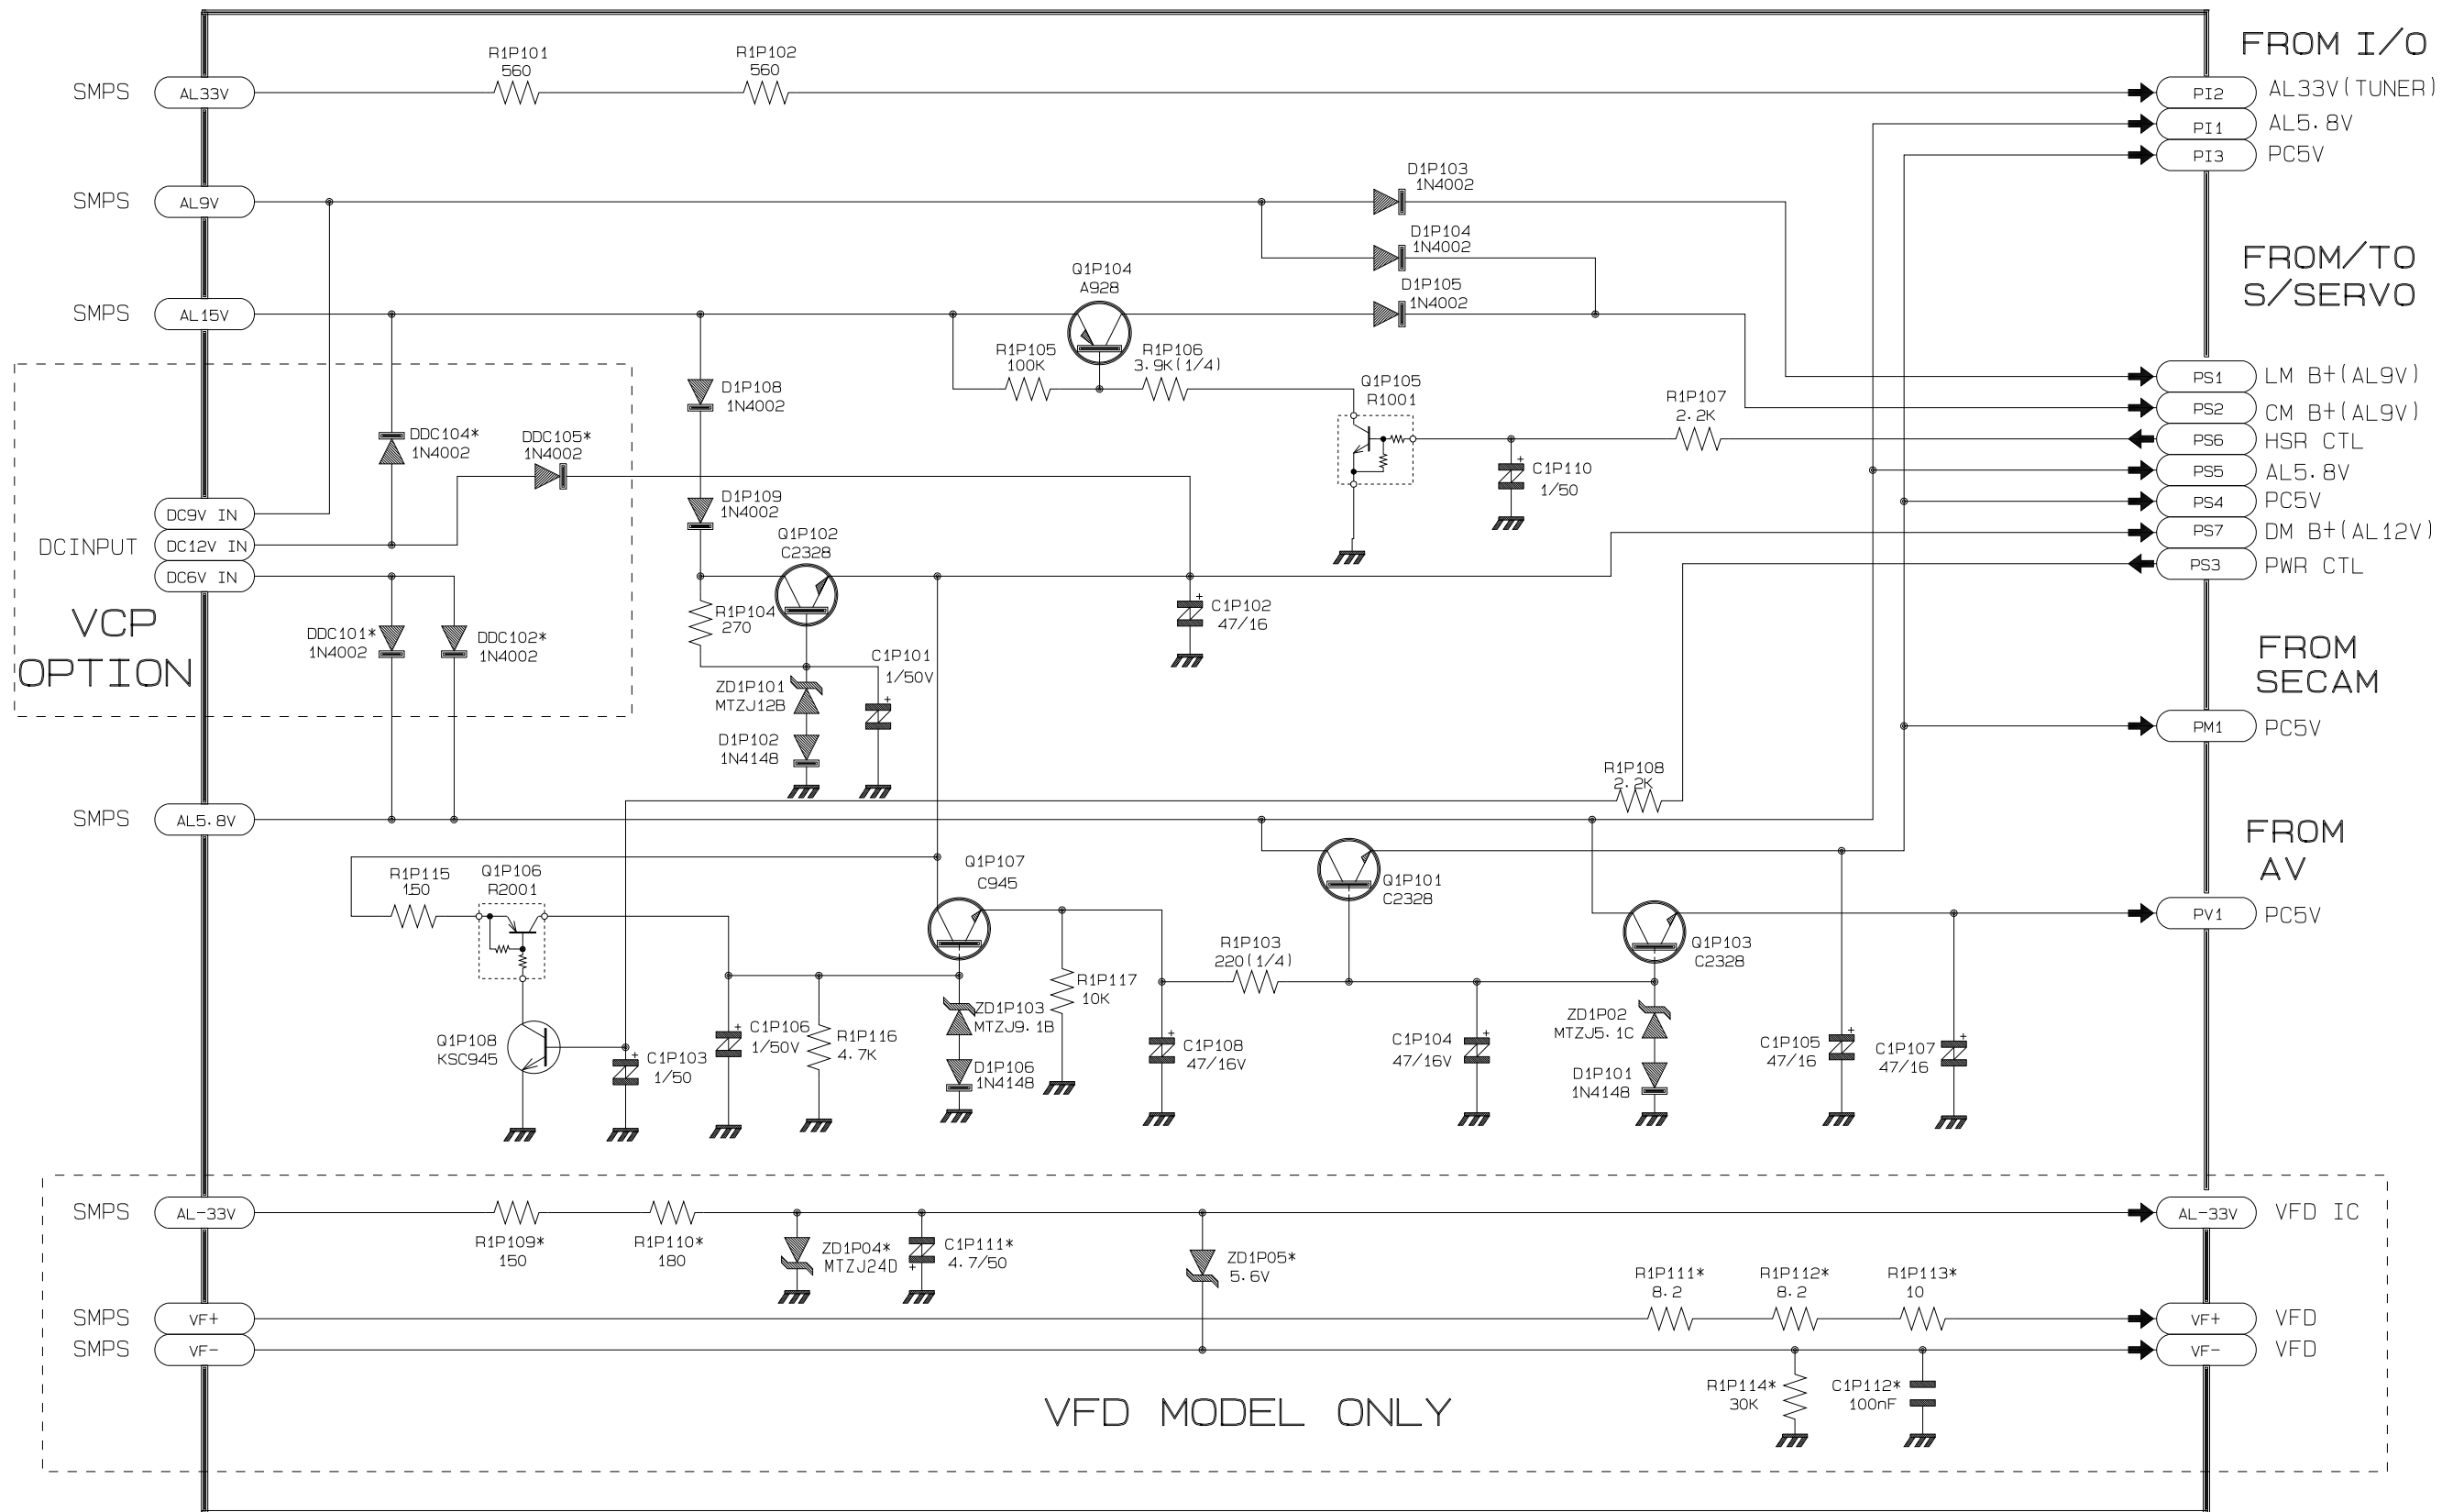 FROM I/O
R1P101
560
R1P102
560
SMPS
AL33V
PI2
AL33V(TUNER)
PI1
AL5.8V
PI3
PC5V
D1P103
1N4002
SMPS
AL9V
D1P104
1N4002
FROM/TO
S/SERVO
Q1P104
A928
D1P105
1N4002
SMPS
AL15V
R1P105
100K
R1P106
3.9K(1/4)
Q1P105
R1001
PS1
LM B+(AL9V)
D1P108
1N4002
R1P107
2.2K
PS2
CM B+(AL9V)
DDC104*
1N4002
DDC105*
1N4002
PS6
HSR CTL
C1P110
1/50
PS5
AL5.8V
D1P109
1N4002
PS4
PC5V
DC9V IN
Q1P102
C2328
PS7
DM B+(AL12V)
DCINPUT
DC12V IN
PS3
PWR CTL
DC6V IN
VCP
OPTION
R1P104
270
C1P102
47/16
DDC101*
1N4002
DDC102*
1N4002
C1P101
1/50V
FROM
SECAM
ZD1P101
MTZJ12B
PM1
PC5V
D1P102
1N4148
R1P108
2.2K
SMPS
AL5.8V
FROM
AV
R1P115
150
Q1P106
R2001
Q1P107
C945
Q1P101
C2328
PV1
PC5V
R1P103
220(1/4)
Q1P103
C2328
R1P117
10K
ZD1P103
MTZJ9.1B
ZD1P02
MTZJ5.1C
Q1P108
KSC945
C1P103
1/50
C1P106
1/50V
R1P116
4.7K
C1P108
47/16V
C1P104
47/16V
C1P105
47/16
C1P107
47/16
D1P106
1N4148
D1P101
1N4148
SMPS
AL-33V
AL-33V
VFD IC
R1P109*
150
R1P110*
180
ZD1P04*
MTZJ24D
C1P111*
4.7/50
ZD1P05*
5.6V
R1P111*
8.2
R1P112*
8.2
R1P113*
10
SMPS
VF+
VF+
VFD
SMPS
VF-
VF-
VFD
R1P114*
30K
C1P112*
100nF
VFD MODEL ONLY
+
+
+
+
+
+
+
+
+
+